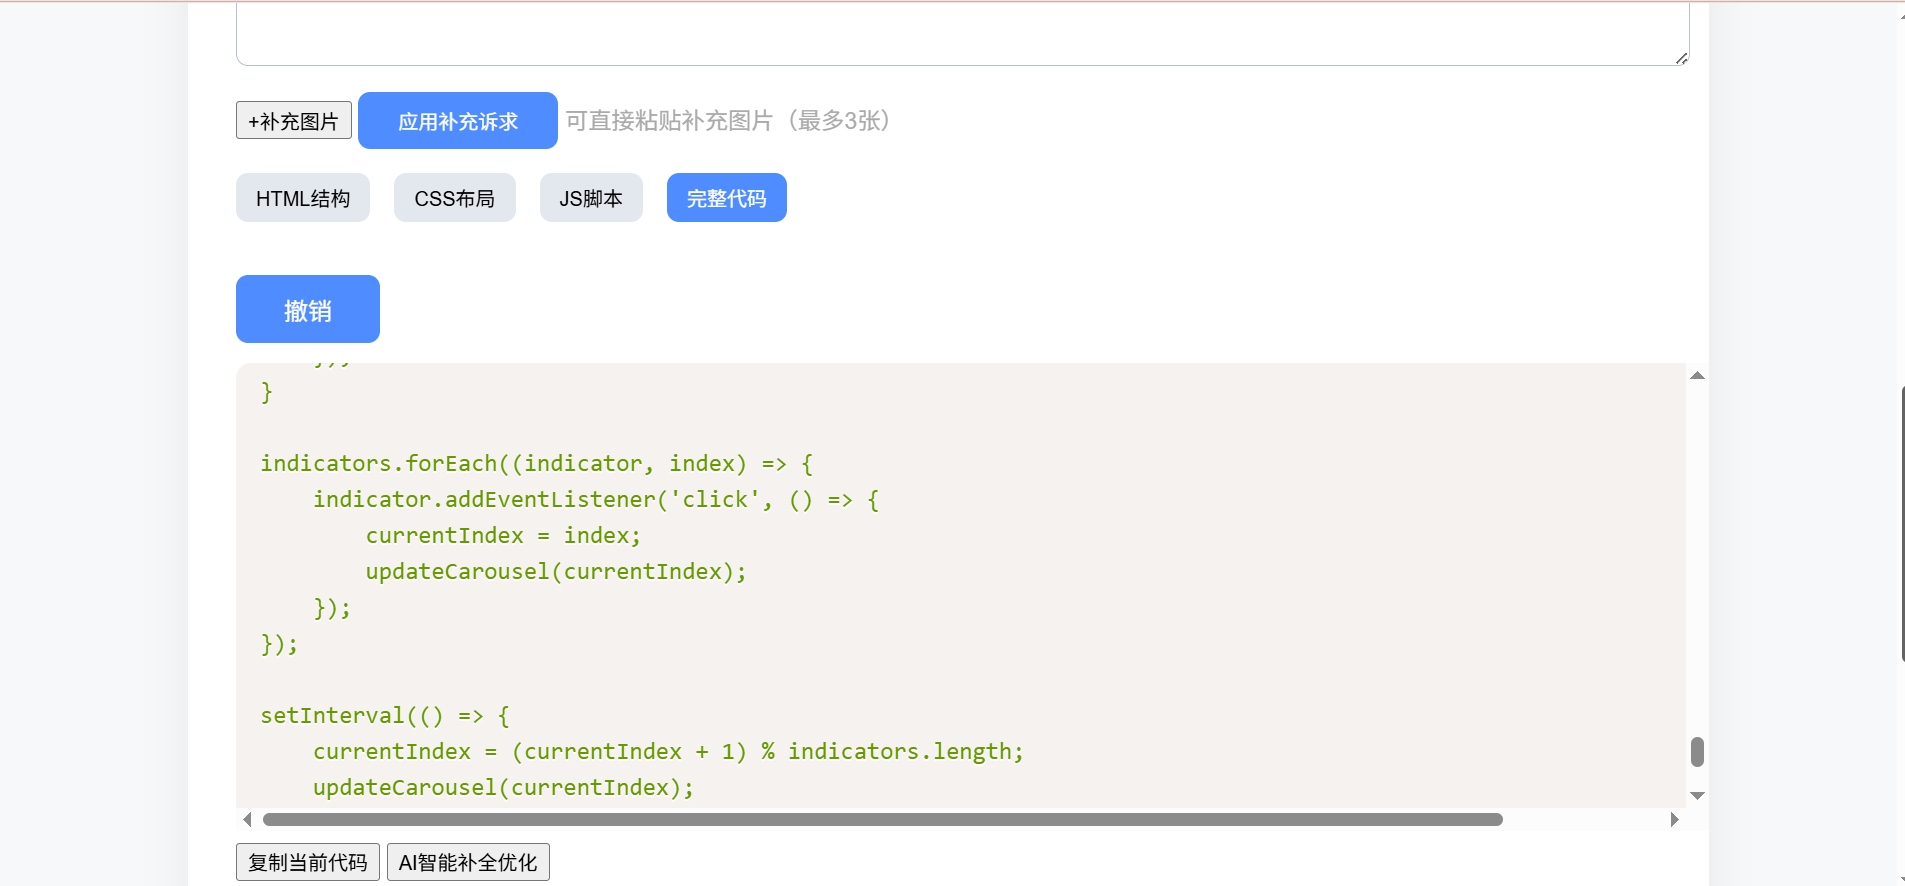 +补充图片 应用补充诉求 可直接粘贴补充图片（最多3张）
HTML结构 CSS布局 JS脚本 完整代码
撤销
}
indicators.forEach((indicator, index) => {
    indicator.addEventListener('click', () => {
        currentIndex = index;
        updateCarousel(currentIndex);
    });
});
setInterval(() => {
    currentIndex = (currentIndex + 1) % indicators.length;
    updateCarousel(currentIndex);
复制当前代码 AI智能补全优化